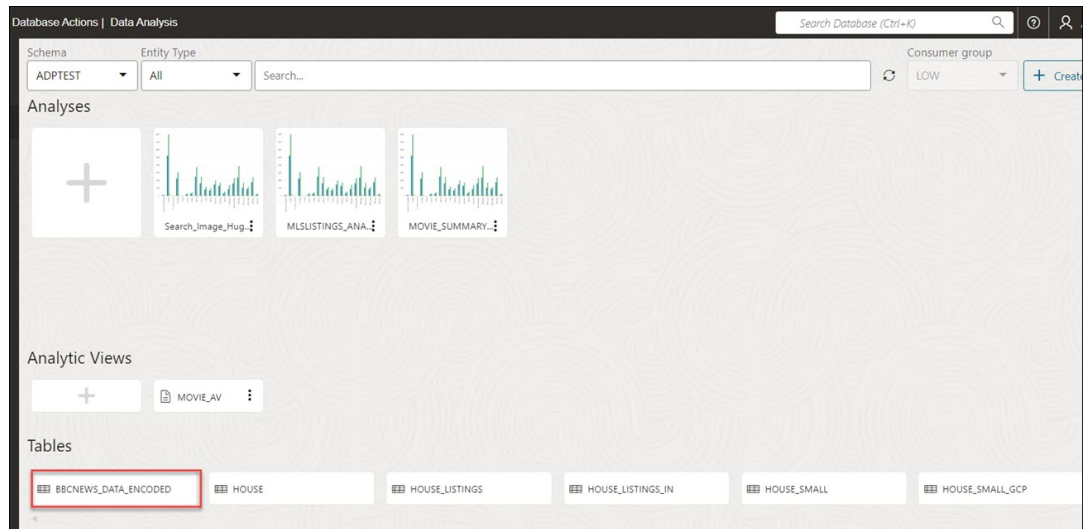 Database Actions | Data Analysis
Search Database (Ctrl+K)
Schema
Entity Type
Consumer group
ADPTEST
All
Search...
LOW
+ Create
Analyses
Search_Image_Hug...
MLSLISTINGS_ANA...
MOVIE_SUMMARY...
Analytic Views
MOVIE_AV
Tables
BBCNEWS_DATA_ENCODED
HOUSE
HOUSE_LISTINGS
HOUSE_LISTINGS_IN
HOUSE_SMALL
HOUSE_SMALL_GCP